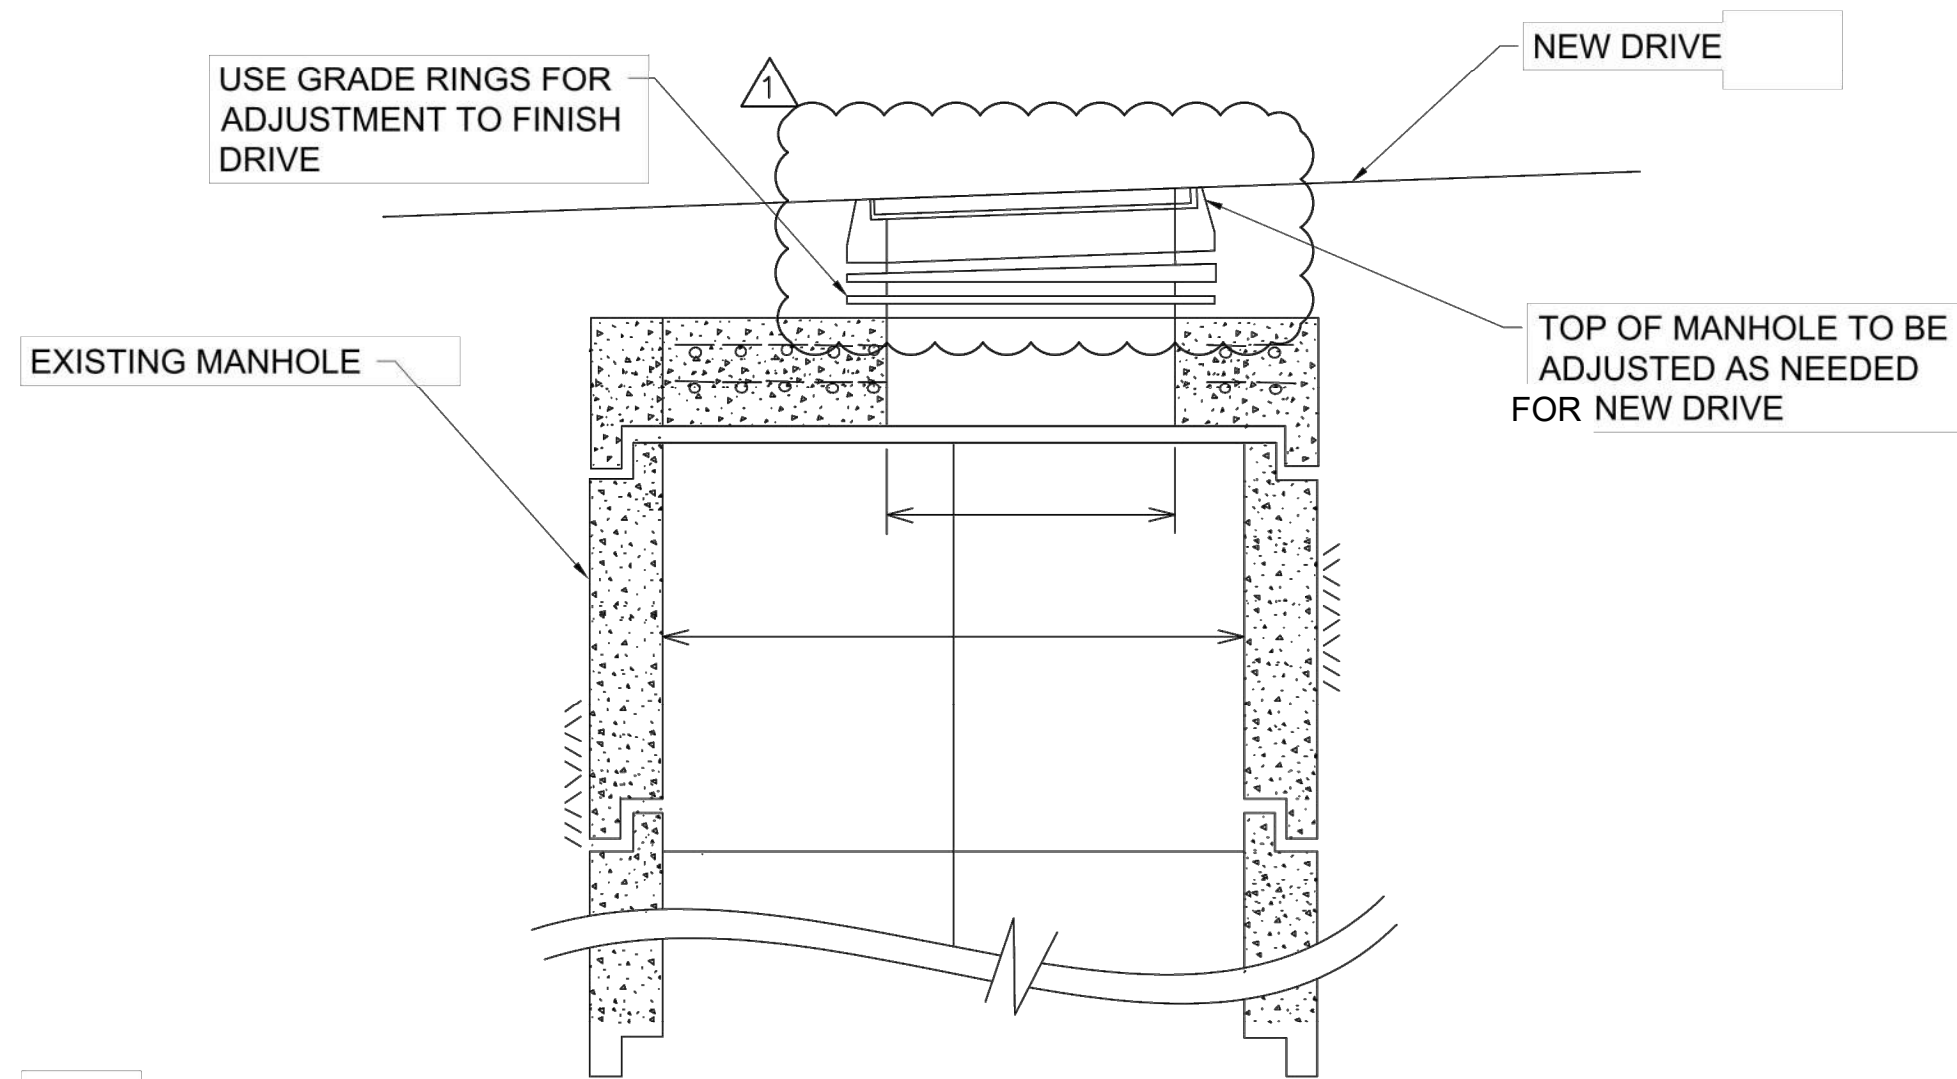 USE GRADE RINGS FOR
ADJUSTMENT TO FINISH
DRIVE
1
NEW DRIVE
EXISTING MANHOLE
TOP OF MANHOLE TO BE
ADJUSTED AS NEEDED
FOR NEW DRIVE